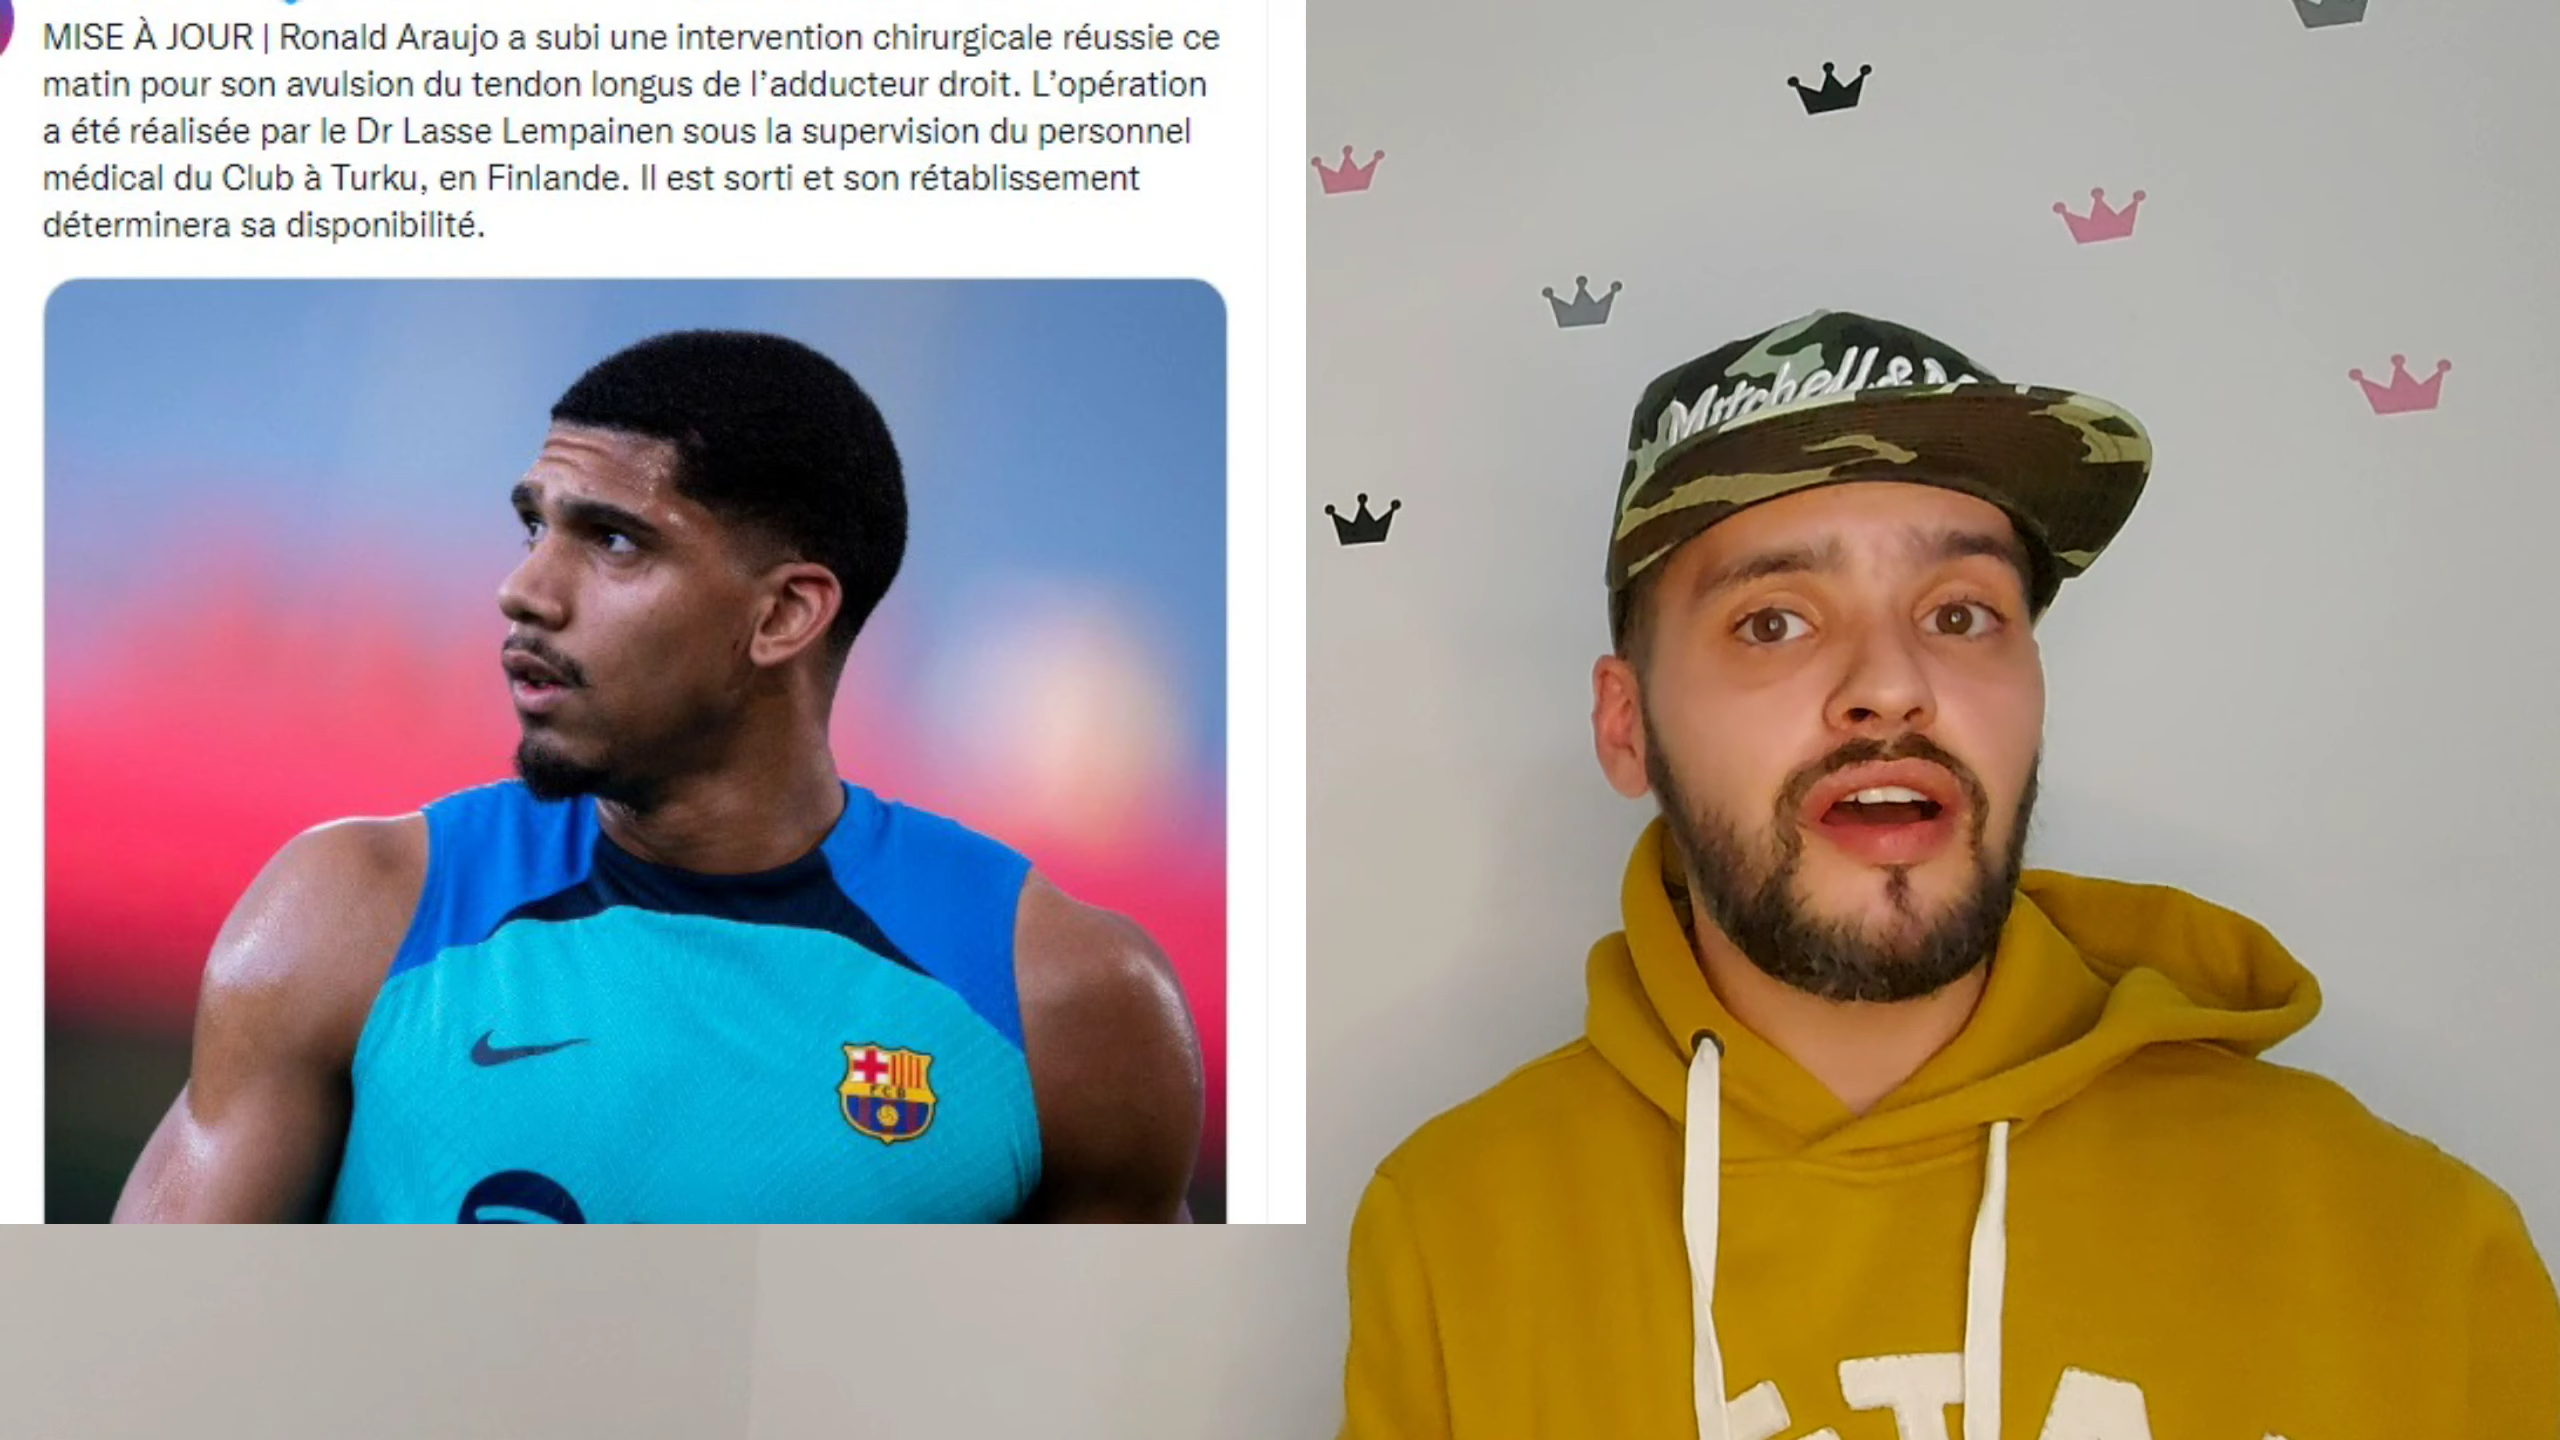 MISE À JOUR | Ronald Araujo a subi une intervention chirurgicale réussie ce
matin pour son avulsion du tendon longus de l’adducteur droit. L’opération
a été réalisée par le Dr Lasse Lempainen sous la supervision du personnel
médical du Club à Turku, en Finlande. Il est sorti et son rétablissement
déterminera sa disponibilité.
Mitchell &
FCB